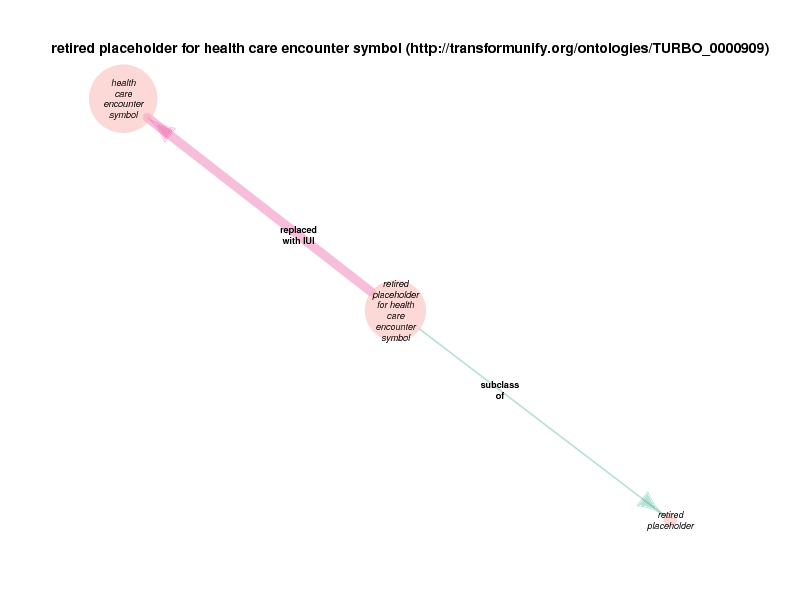 retired placeholder for health care encounter symbol (http://transformunify.org/ontologies/TURBO_0000909)
health
care
encounter
symbol
replaced
with IUI
retired
placeholder
for health
care
encounter
symbol
subclass
of
retired
placeholder